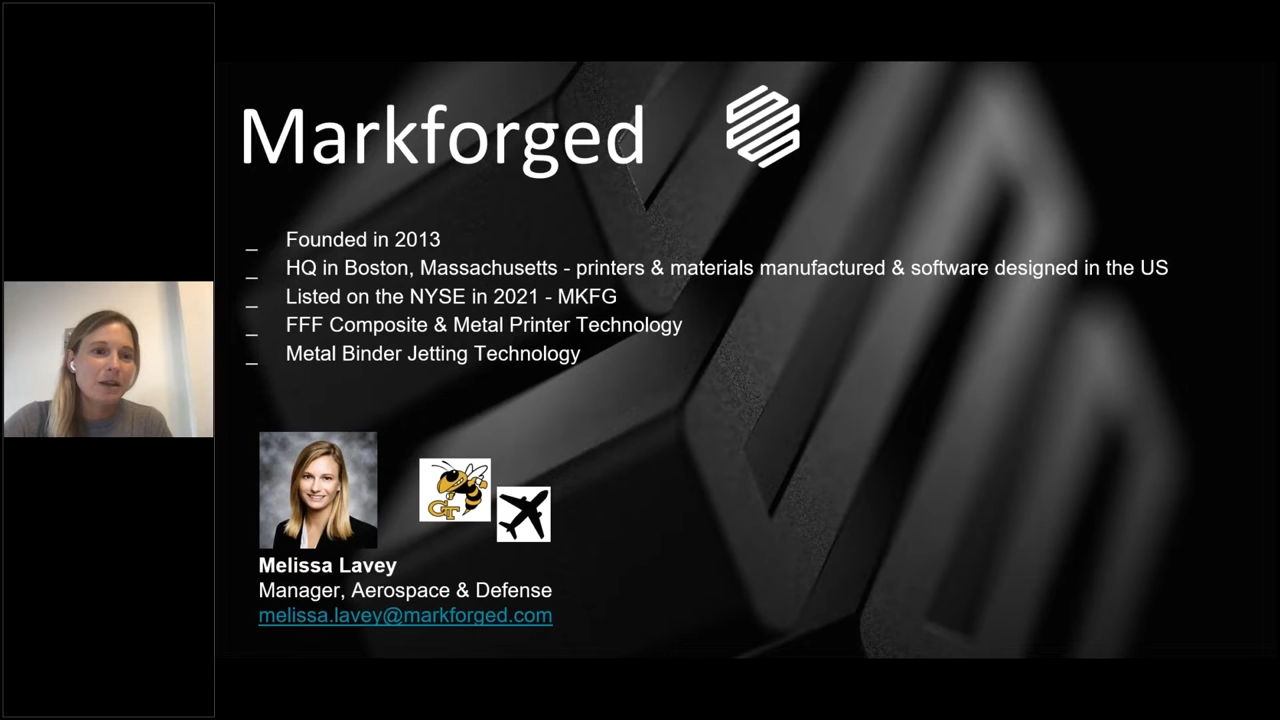 Markforged
_ Founded in 2013
_ HQ in Boston, Massachusetts - printers & materials manufactured & software designed in the US
_ Listed on the NYSE in 2021 - MKFG
_ FFF Composite & Metal Printer Technology
_ Metal Binder Jetting Technology
GT
Melissa Lavey
Manager, Aerospace & Defense
melissa.lavey@markforged.com